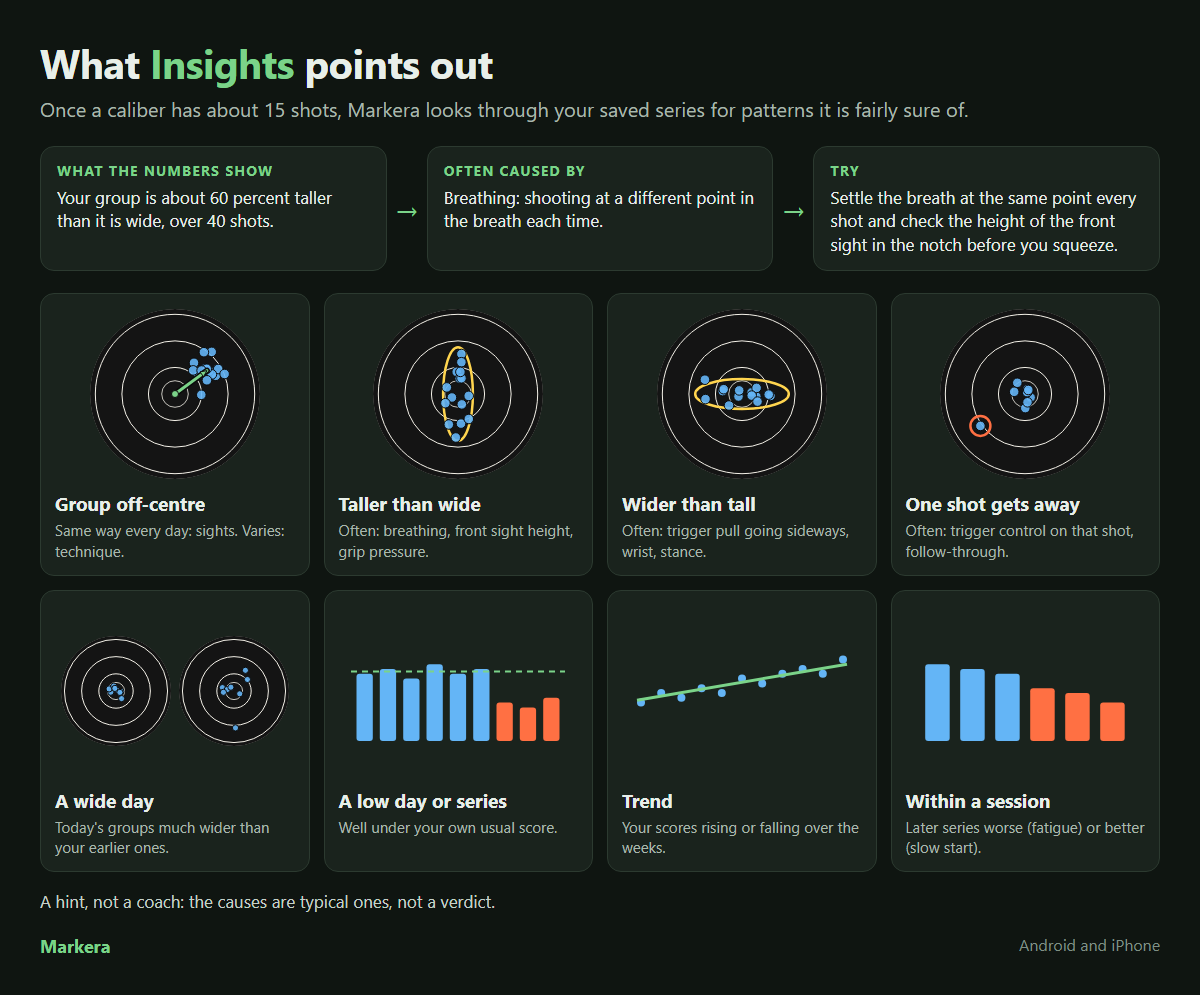 What Insights points out
Once a caliber has about 15 shots, Markera looks through your saved series for patterns it is fairly sure of.
WHAT THE NUMBERS SHOW
Your group is about 60 percent taller
than it is wide, over 40 shots.
→
OFTEN CAUSED BY
Breathing: shooting at a different point in
the breath each time.
→
TRY
Settle the breath at the same point every
shot and check the height of the front
sight in the notch before you squeeze.
Group off-centre
Same way every day: sights. Varies:
technique.
Taller than wide
Often: breathing, front sight height,
grip pressure.
Wider than tall
Often: trigger pull going sideways,
wrist, stance.
One shot gets away
Often: trigger control on that shot,
follow-through.
A wide day
Today's groups much wider than
your earlier ones.
A low day or series
Well under your own usual score.
Trend
Your scores rising or falling over the
weeks.
Within a session
Later series worse (fatigue) or better
(slow start).
A hint, not a coach: the causes are typical ones, not a verdict.
Markera
Android and iPhone